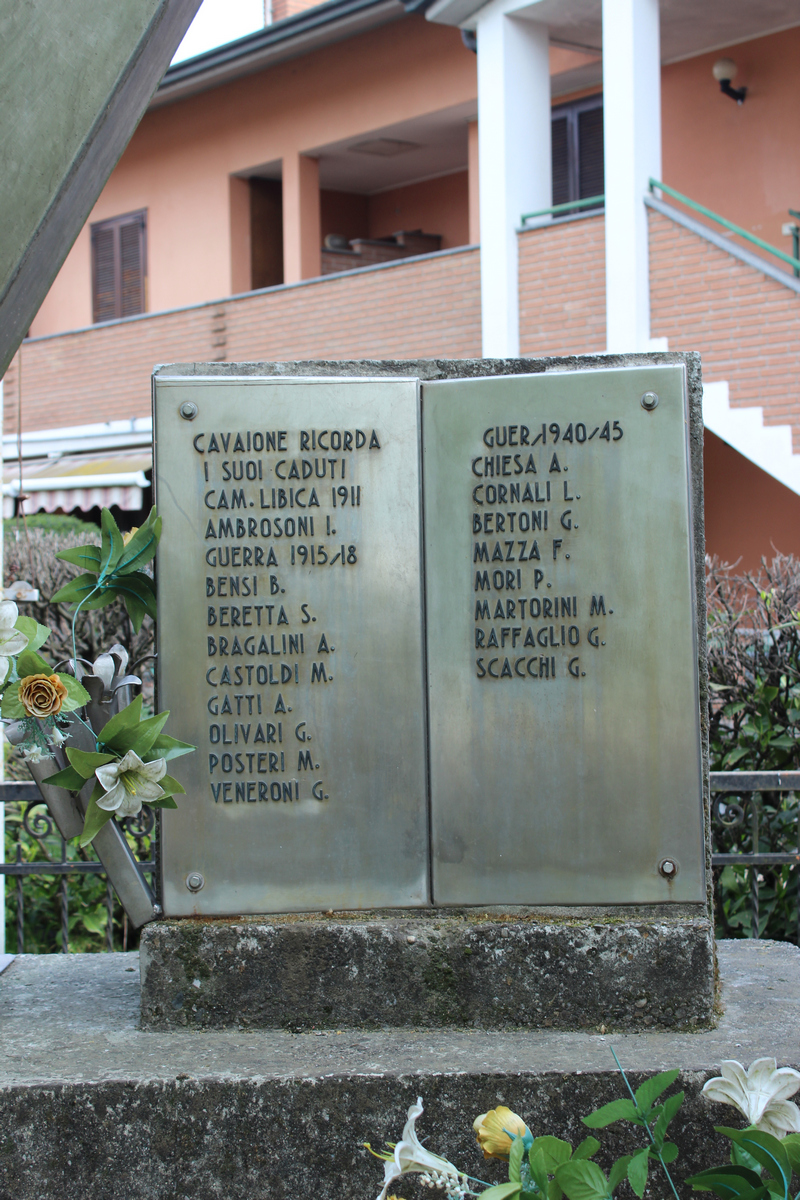 CAVAIONE RICORDA
I SUOI CADUTI
CAM. LIBICA 1911
AMBROSONI I.
GUERRA 1915/18
BENSI B.
BERETTA S.
BRAGALINI A.
CASTOLDI M.
GATTI A.
OLIVARI G.
POSTERI M.
VENERONI G.
GUER/1940/45
CHIESA A.
CORNALI L.
BERTONI G.
MAZZA F.
MORI P.
MARTORINI M.
RAFFAGLIO G.
SCACCHI G.